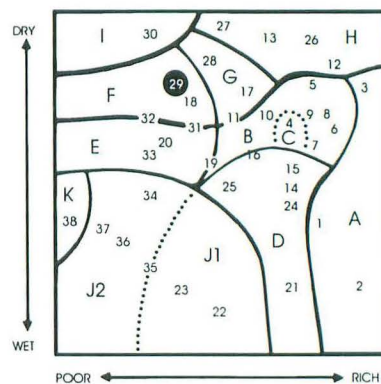 DRY
I 30 27 13 26 H
28 12
F 29 18 G 17 5 3
32 31 11 10 4 9 8 6
E 20 33 19 B 16 C 7
K 34 25 15
38 37 36 14 24 1 A
J2 35 J1 D
23 22 21 2
WET
POOR RICH